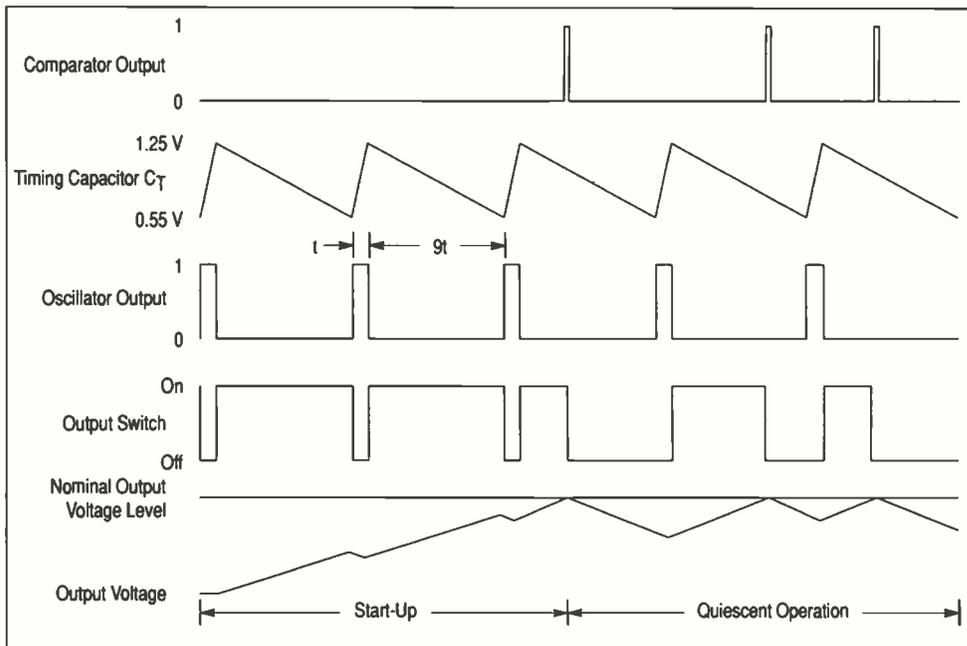 1
Comparator Output
0
1.25 V
Timing Capacitor CT
0.55 V
t
9t
1
Oscillator Output
0
On
Output Switch
Off
Nominal Output
Voltage Level
Output Voltage
Start-Up
Quiescent Operation